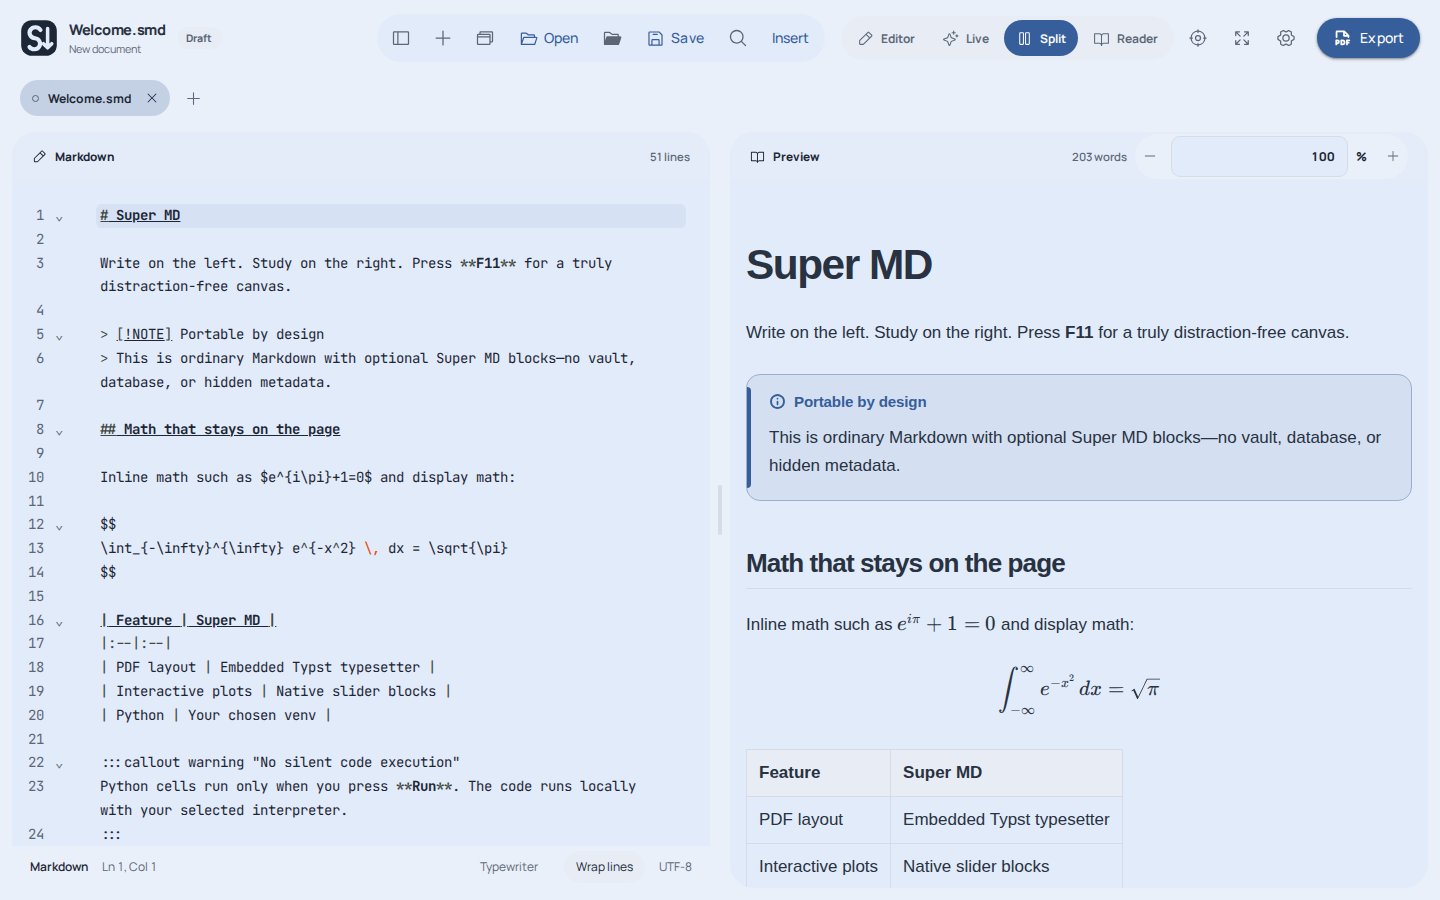 Welcome.smd
New document
Draft
Open
Save
Insert
Editor
Live
Split
Reader
PDF
Export
Welcome.smd
Markdown
51 lines
1 # Super MD
2
3 Write on the left. Study on the right. Press **F11** for a truly
distraction-free canvas.
4
5 > [!NOTE] Portable by design
6 > This is ordinary Markdown with optional Super MD blocks—no vault,
database, or hidden metadata.
7
8 ## Math that stays on the page
9
10 Inline math such as $e^{i\pi}+1=0$ and display math:
11
12 $$
13 \int_{-\infty}^{\infty} e^{-x^2} \, dx = \sqrt{\pi}
14 $$
15
16 | Feature | Super MD |
17 |:--|:--|
18 | PDF layout | Embedded Typst typesetter |
19 | Interactive plots | Native slider blocks |
20 | Python | Your chosen venv |
21
22 :::callout warning "No silent code execution"
23 Python cells run only when you press **Run**. The code runs locally
with your selected interpreter.
24 :::
Markdown Ln 1, Col 1
Typewriter
Wrap lines
UTF-8
Preview
203 words
− 100 % +
Super MD
Write on the left. Study on the right. Press F11 for a truly distraction-free canvas.
Portable by design
This is ordinary Markdown with optional Super MD blocks—no vault, database, or
hidden metadata.
Math that stays on the page
Inline math such as e^{iπ} + 1 = 0 and display math:
∫_{−∞}^{∞} e^{−x²} dx = √π
Feature Super MD
PDF layout Embedded Typst typesetter
Interactive plots Native slider blocks